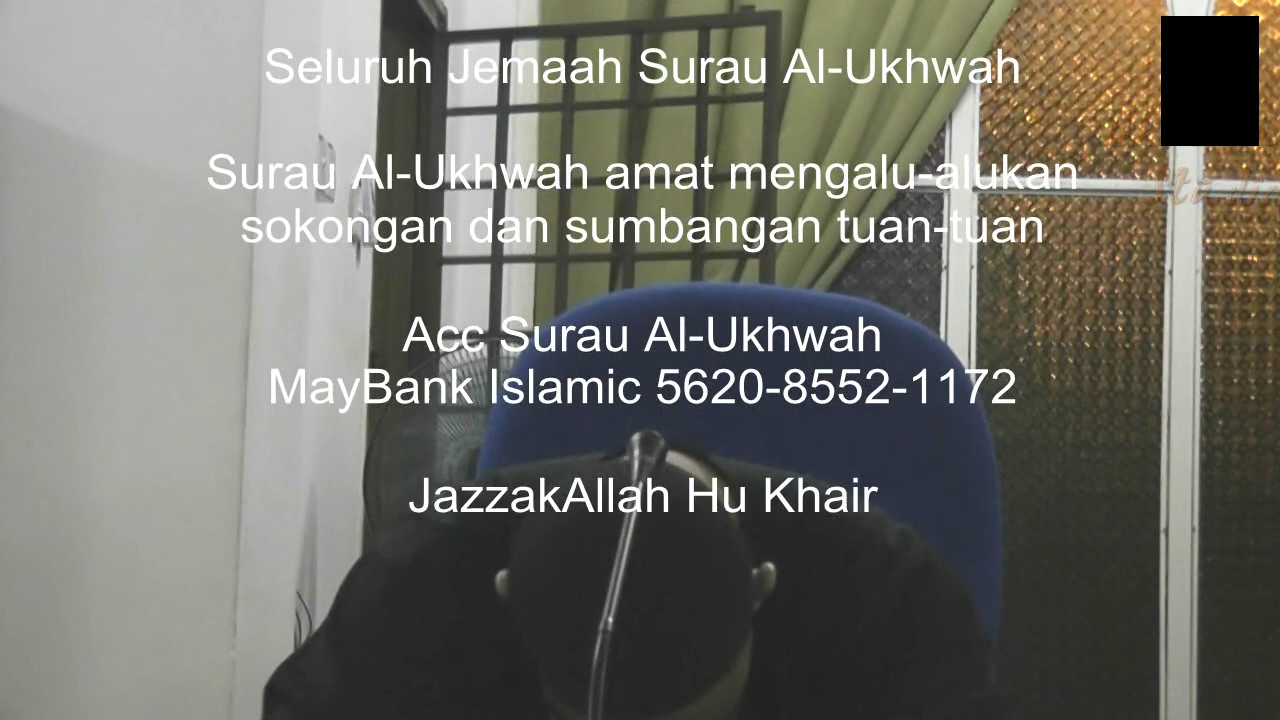 Seluruh Jemaah Surau Al-Ukhwah
Surau Al-Ukhwah amat mengalu-alukan
sokongan dan sumbangan tuan-tuan
Acc Surau Al-Ukhwah
MayBank Islamic 5620-8552-1172
JazzakAllah Hu Khair